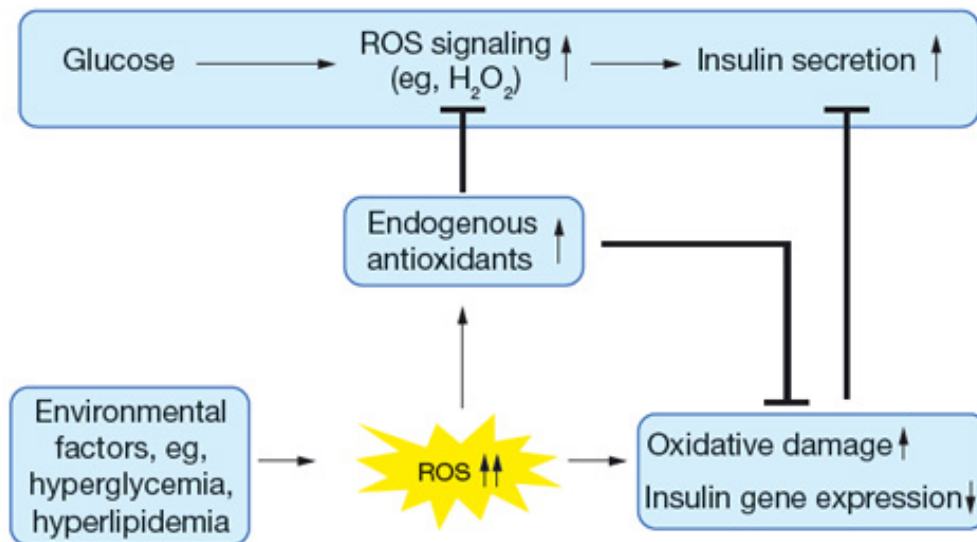 Glucose
ROS signaling
(eg, H₂O₂)
Insulin secretion
Endogenous
antioxidants
Environmental
factors, eg,
hyperglycemia,
hyperlipidemia
ROS
Oxidative damage
Insulin gene expression